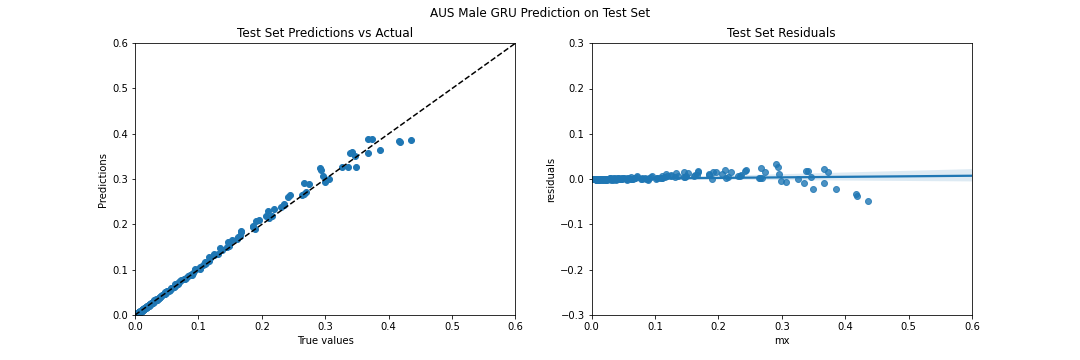 AUS Male GRU Prediction on Test Set
Test Set Predictions vs Actual
0.6
0.5
0.4
0.3
0.2
0.1
0.0
Predictions
0.0 0.1 0.2 0.3 0.4 0.5 0.6
True values
Test Set Residuals
0.3
0.2
0.1
0.0
−0.1
−0.2
−0.3
residuals
0.0 0.1 0.2 0.3 0.4 0.5 0.6
mx